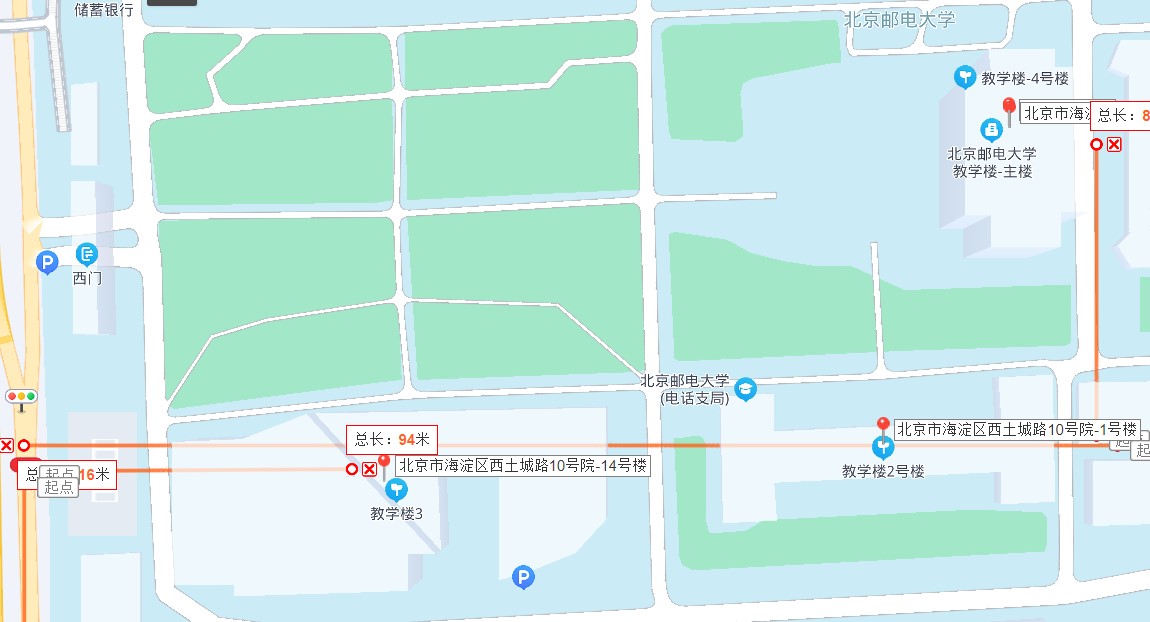 储蓄银行
北京邮电大学
教学楼-4号楼
北京市海
总长：8
北京邮电大学
教学楼-主楼
P
西门
北京邮电大学
(电话支局)
北京市海淀区西土城路10号院-1号楼
总长：94米
北京市海淀区西土城路10号院-14号楼
教学楼2号楼
总
起点
16米
起点
起
教学楼3
P